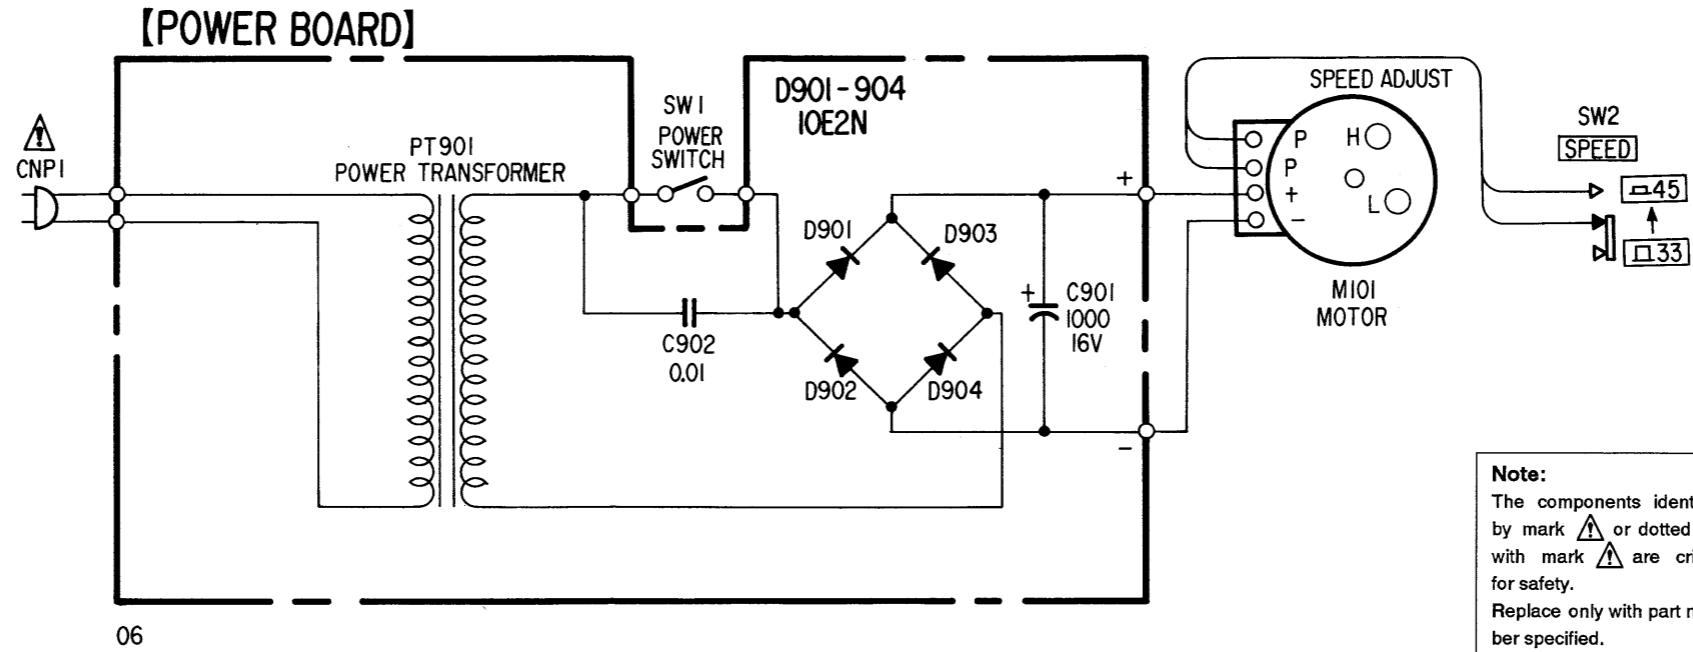 【POWER BOARD】
CNP1
PT901
POWER TRANSFORMER
SW1
POWER
SWITCH
D901-904
10E2N
D901
D903
D902
D904
C902
0.01
+
C901
1000
16V
+
-
SPEED ADJUST
P
P
+
-
H
L
M101
MOTOR
SW2
SPEED
45
33
Note:
The components ident
by mark ! or dotted
with mark ! are cri
for safety.
Replace only with part n
ber specified.
06